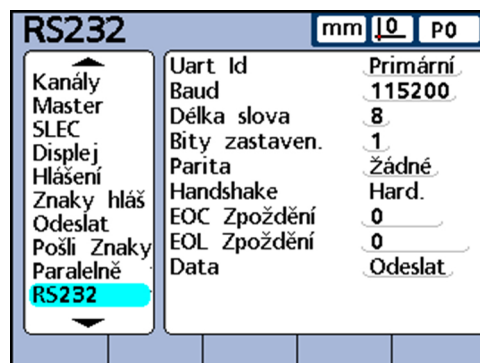 RS232
mm 0 P0
Kanály
Master
SLEC
Displej
Hlášení
Znaky hláš
Odeslat
Pošli Znaky
Paralelně
RS232
Uart Id Primární
Baud 115200
Délka slova 8
Bity zastaven. 1
Parita Žádné
Handshake Hard.
EOC Zpoždění 0
EOL Zpoždění 0
Data Odeslat